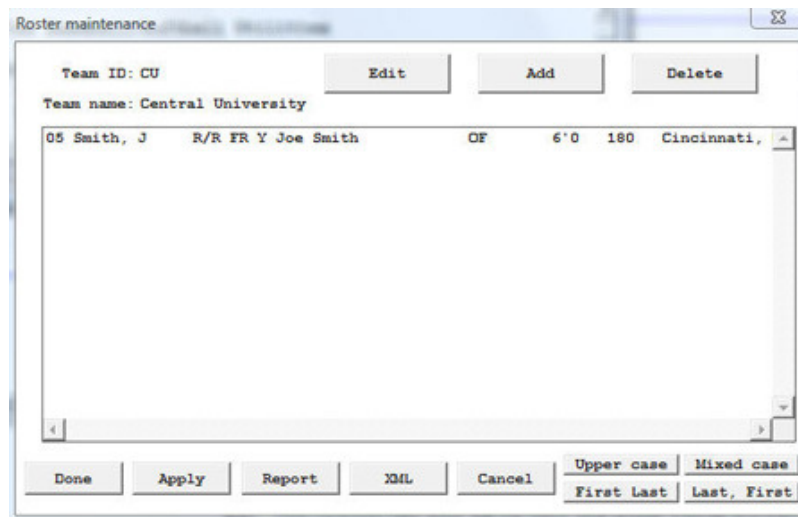 Roster maintenance
Team ID: CU
Edit
Add
Delete
Team name: Central University
05 Smith, J R/R FR Y Joe Smith OF 6'0 180 Cincinnati,
Done
Apply
Report
XML
Cancel
Upper case
Mixed case
First Last
Last, First